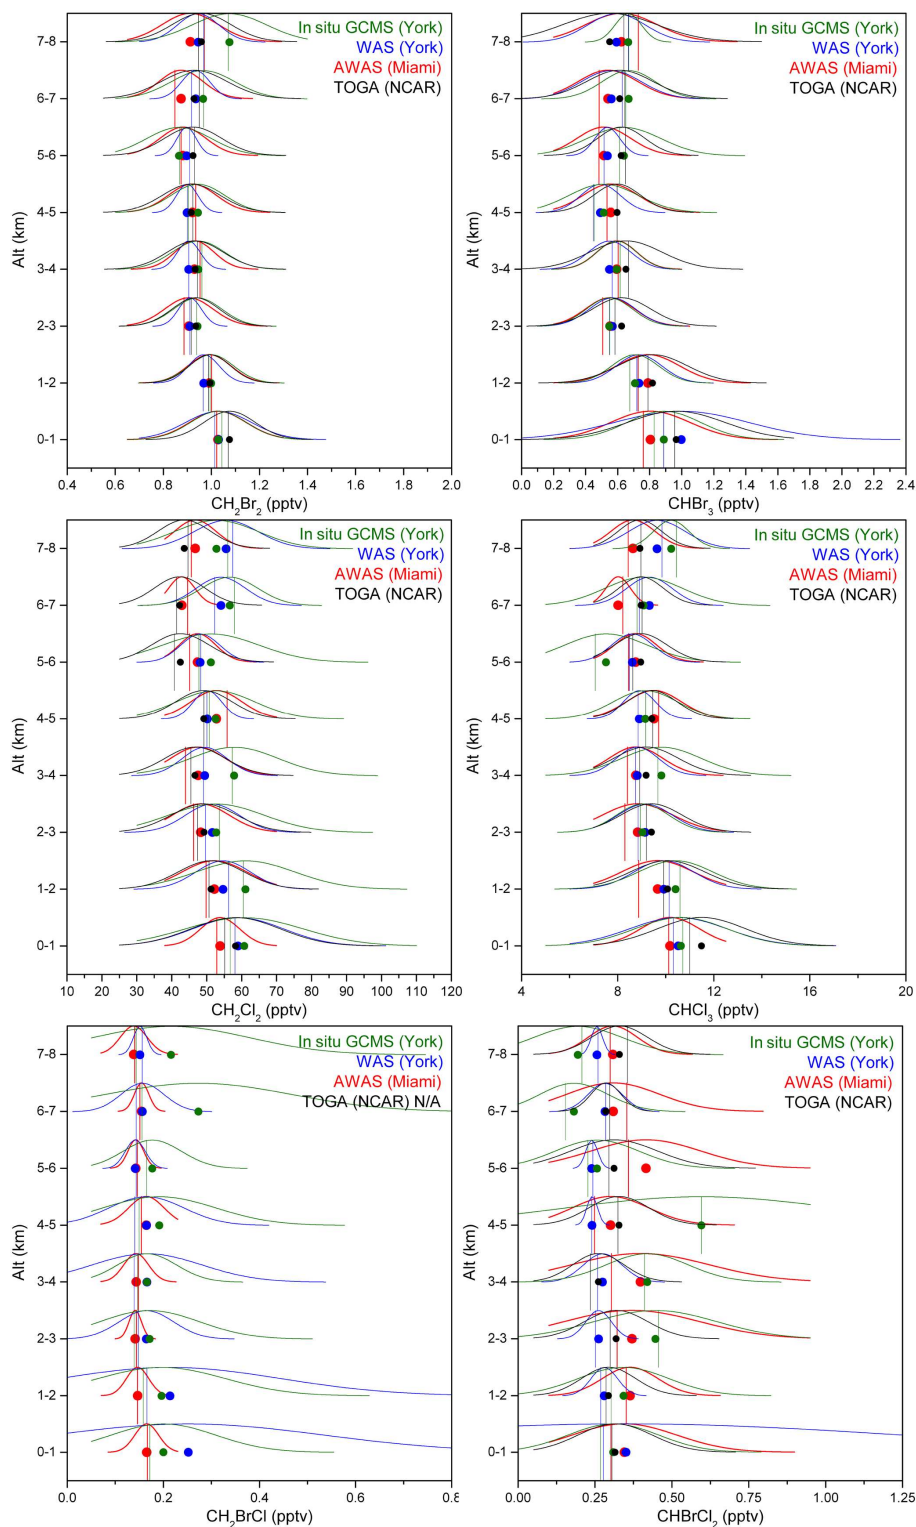 In situ GCMS (York)
WAS (York)
AWAS (Miami)
TOGA (NCAR)
7-8
6-7
5-6
4-5
3-4
2-3
1-2
0-1
Alt (km)
0.4 0.6 0.8 1.0 1.2 1.4 1.6 1.8 2.0
CH₂Br₂ (pptv)
In situ GCMS (York)
WAS (York)
AWAS (Miami)
TOGA (NCAR)
7-8
6-7
5-6
4-5
3-4
2-3
1-2
0-1
Alt (km)
0.0 0.2 0.4 0.6 0.8 1.0 1.2 1.4 1.6 1.8 2.0 2.2 2.4
CHBr₃ (pptv)
In situ GCMS (York)
WAS (York)
AWAS (Miami)
TOGA (NCAR)
7-8
6-7
5-6
4-5
3-4
2-3
1-2
0-1
Alt (km)
10 20 30 40 50 60 70 80 90 100 110 120
CH₂Cl₂ (pptv)
In situ GCMS (York)
WAS (York)
AWAS (Miami)
TOGA (NCAR)
7-8
6-7
5-6
4-5
3-4
2-3
1-2
0-1
Alt (km)
4 8 12 16 20
CHCl₃ (pptv)
In situ GCMS (York)
WAS (York)
AWAS (Miami)
TOGA (NCAR) N/A
7-8
6-7
5-6
4-5
3-4
2-3
1-2
0-1
Alt (km)
0.0 0.2 0.4 0.6
CH₂BrCl (pptv)
In situ GCMS (York)
WAS (York)
AWAS (Miami)
TOGA (NCAR)
7-8
6-7
5-6
4-5
3-4
2-3
1-2
0-1
Alt (km)
0.00 0.25 0.50 0.75 1.00 1.25
CHBrCl₂ (pptv)